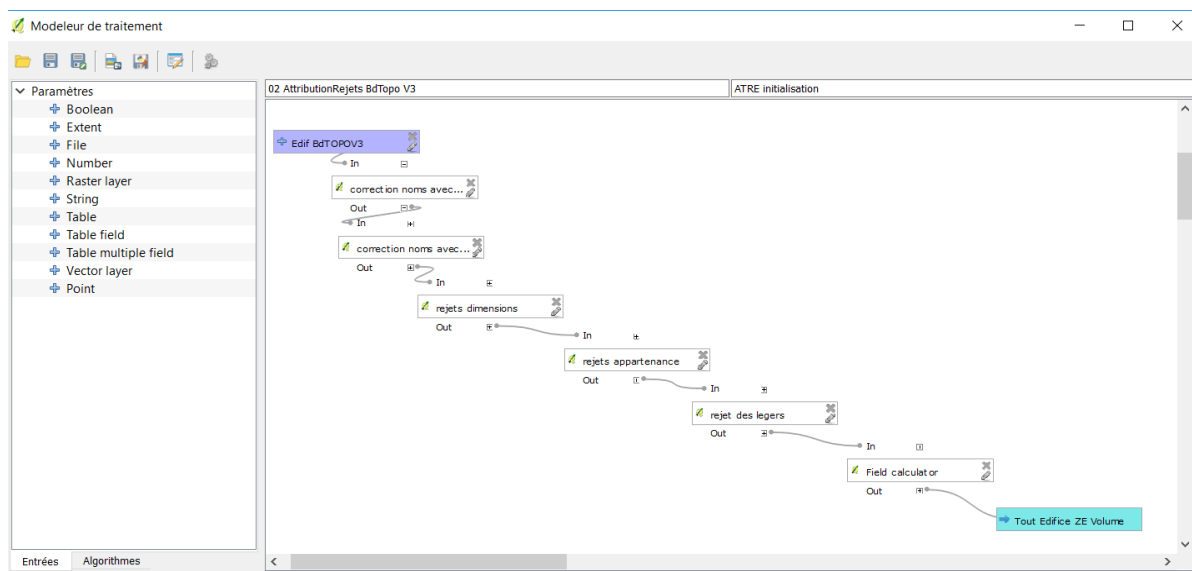 Modeleur de traitement
Paramètres
Boolean
Extent
File
Number
Raster layer
String
Table
Table field
Table multiple field
Vector layer
Point
Entrées Algorithmes
02 AttributionRejets BdTopo V3 ATRE initialisation
Edif BdTOPOV3
In
correction noms avec...
Out
In
correction noms avec...
Out
In
rejets dimensions
Out
In
rejets appartenance
Out
In
rejet des legers
Out
In
Field calculator
Out
Tout Edifice ZE Volume